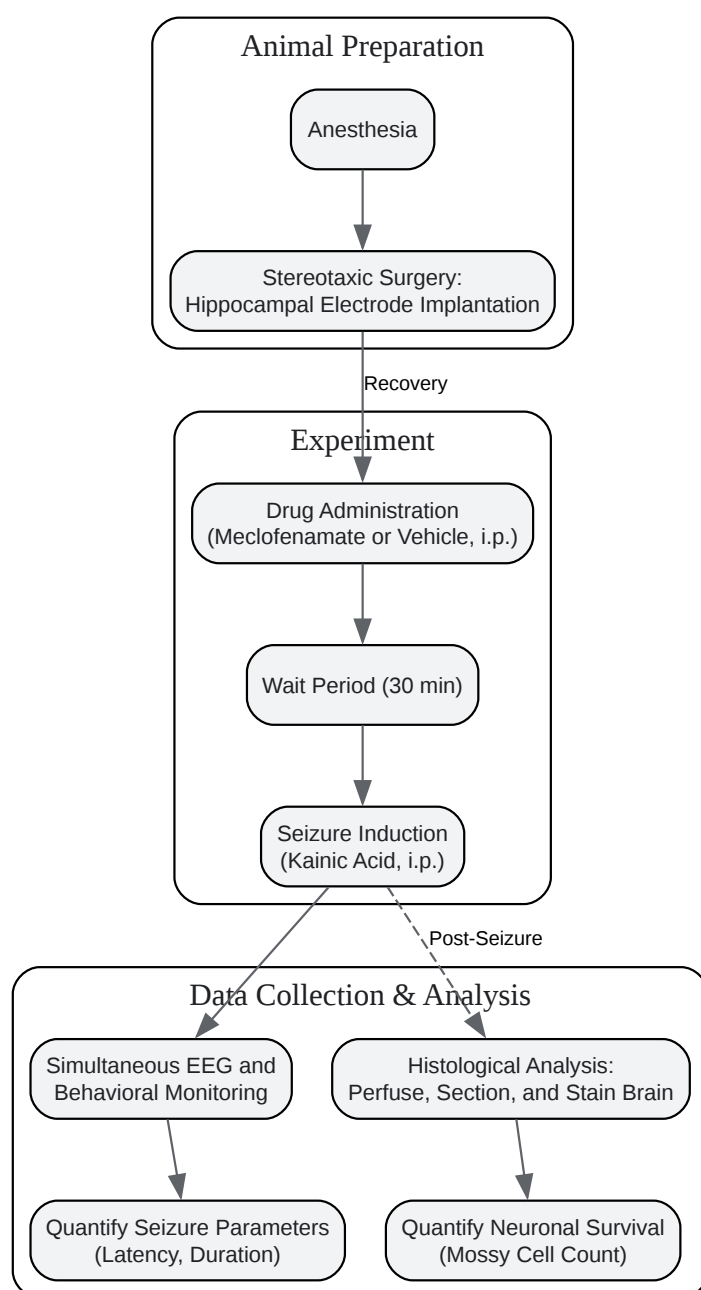 Animal Preparation
Anesthesia
Stereotaxic Surgery:
Hippocampal Electrode Implantation
Recovery
Experiment
Drug Administration
(Meclofenamate or Vehicle, i.p.)
Wait Period (30 min)
Seizure Induction
(Kainic Acid, i.p.)
Post-Seizure
Data Collection & Analysis
Simultaneous EEG and
Behavioral Monitoring
Histological Analysis:
Perfuse, Section, and Stain Brain
Quantify Seizure Parameters
(Latency, Duration)
Quantify Neuronal Survival
(Mossy Cell Count)